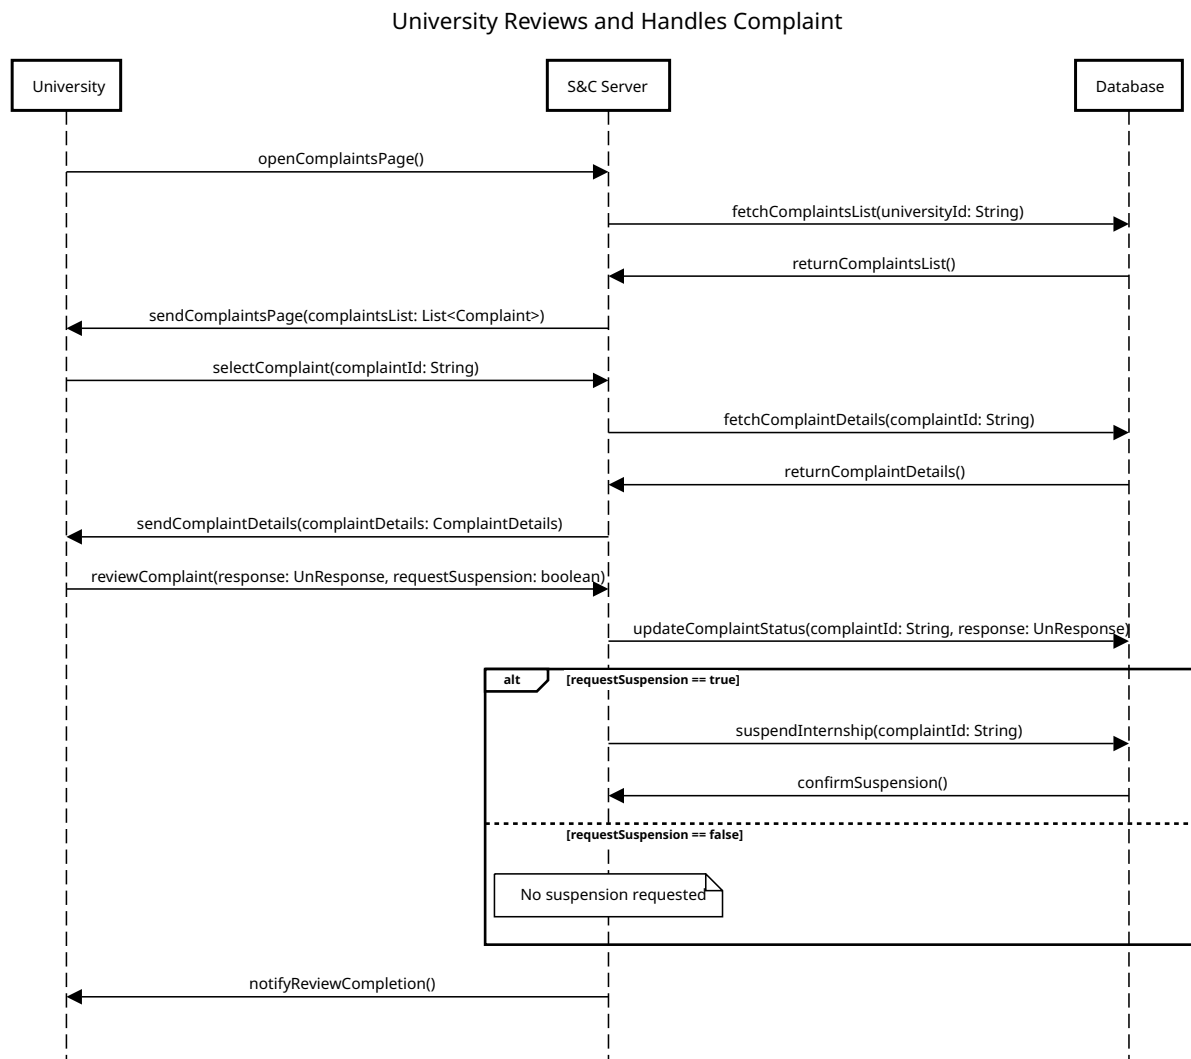 University Reviews and Handles Complaint
University
S&C Server
Database
openComplaintsPage()
fetchComplaintsList(universityId: String)
returnComplaintsList()
sendComplaintsPage(complaintsList: List<Complaint>)
selectComplaint(complaintId: String)
fetchComplaintDetails(complaintId: String)
returnComplaintDetails()
sendComplaintDetails(complaintDetails: ComplaintDetails)
reviewComplaint(response: UnResponse, requestSuspension: boolean)
updateComplaintStatus(complaintId: String, response: UnResponse)
alt [requestSuspension == true]
suspendInternship(complaintId: String)
confirmSuspension()
[requestSuspension == false]
No suspension requested
notifyReviewCompletion()